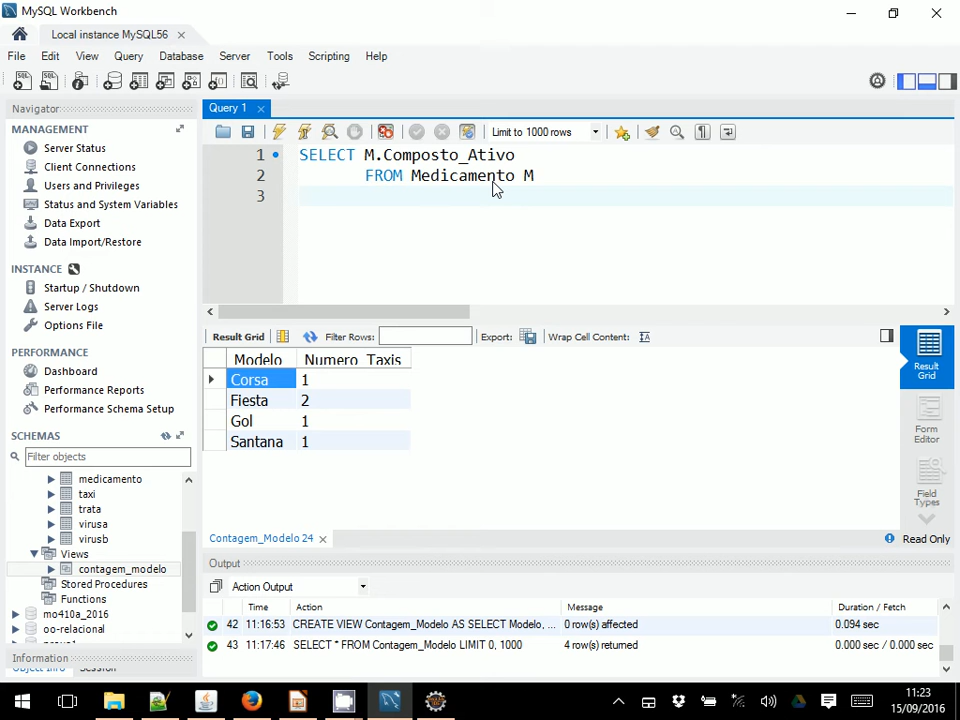 MySQL Workbench
Local instance MySQL56
File Edit View Query Database Server Tools Scripting Help
Navigator
MANAGEMENT
Server Status
Client Connections
Users and Privileges
Status and System Variables
Data Export
Data Import/Restore
INSTANCE
Startup / Shutdown
Server Logs
Options File
PERFORMANCE
Dashboard
Performance Reports
Performance Schema Setup
SCHEMAS
Filter objects
medicamento
taxi
trata
virusa
virusb
Views
contagem_modelo
Stored Procedures
Functions
mo410a_2016
oo-relacional
Information
Query 1
Limit to 1000 rows
1 SELECT M.Composto_Ativo
2 FROM Medicamento M
3
Result Grid Filter Rows: Export: Wrap Cell Content:
Modelo Numero_Taxis
Corsa 1
Fiesta 2
Gol 1
Santana 1
Result Grid
Form Editor
Field Types
Contagem_Modelo 24
Read Only
Output
Action Output
Time Action Message Duration / Fetch
42 11:16:53 CREATE VIEW Contagem_Modelo AS SELECT Modelo, ... 0 row(s) affected 0.094 sec
43 11:17:46 SELECT * FROM Contagem_Modelo LIMIT 0, 1000 4 row(s) returned 0.000 sec / 0.000 sec
11:23
15/09/2016